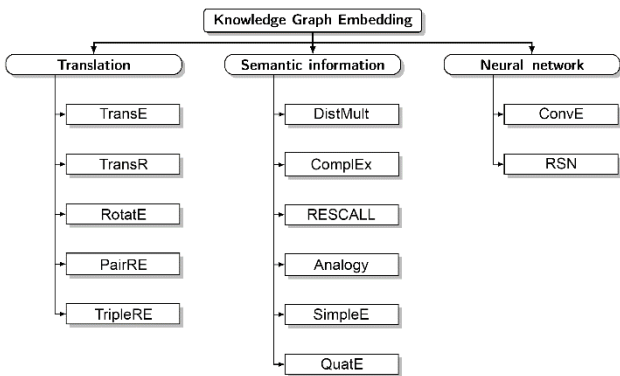 Knowledge Graph Embedding
Translation
Semantic information
Neural network
TransE
DistMult
ConvE
TransR
ComplEx
RSN
RotatE
RESCALL
PairRE
Analogy
TripleRE
SimpleE
QuatE